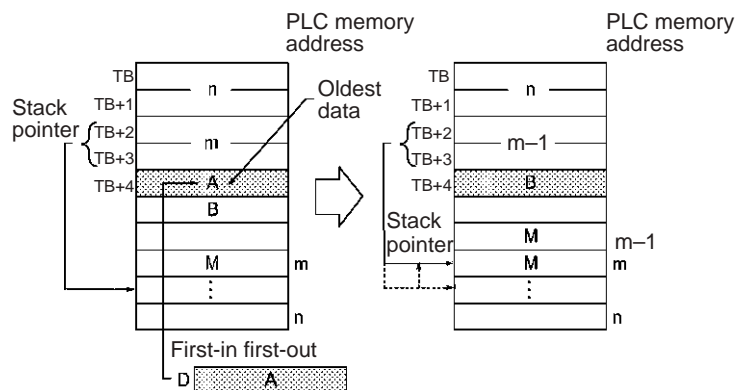 PLC memory
address
TB
n
TB+1
Oldest
data
Stack
pointer
TB+2
m
TB+3
TB+4
A
B
M
m
⋮
n
First-in first-out
D
A
PLC memory
address
TB
n
TB+1
TB+2
m–1
TB+3
TB+4
B
Stack
pointer
M
m–1
M
m
⋮
n